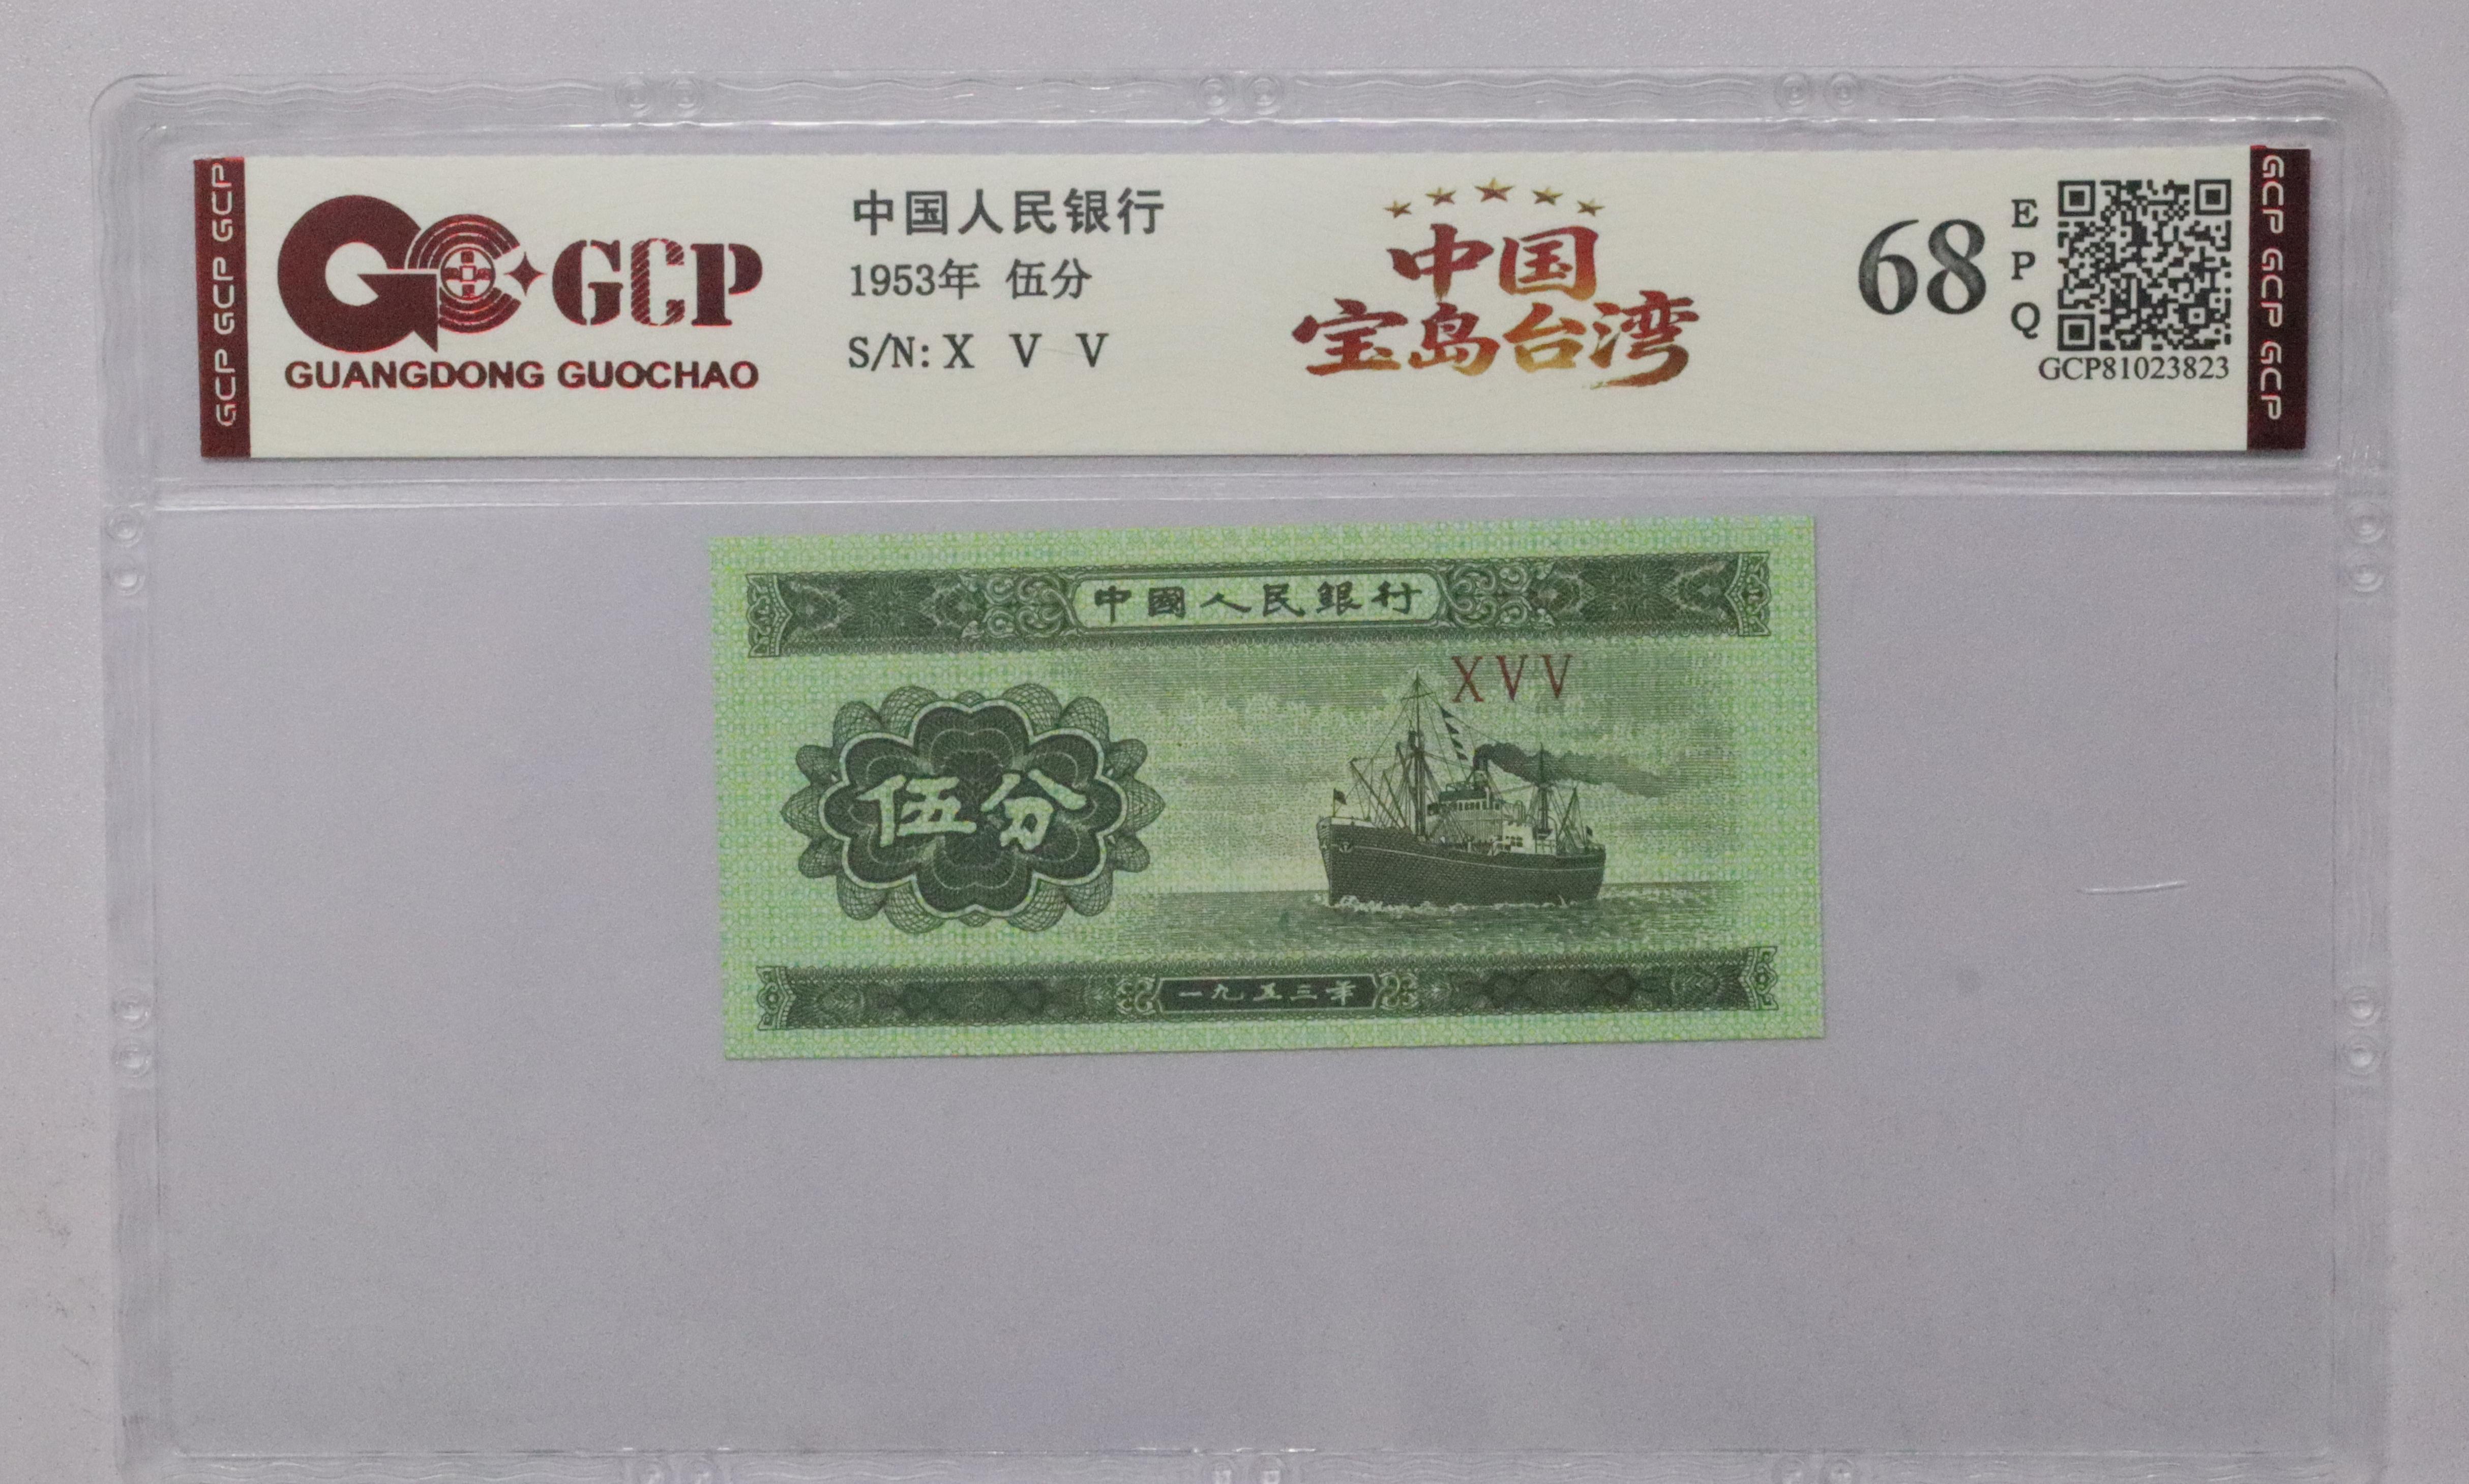 GCP GCP GCP
GCP
GUANGDONG GUOCHAO
中国人民银行
1953年 伍分
S/N: X V V
中国
宝岛台湾
68
E
P
Q
GCP81023823
GCP GCP GCP
中國人民銀行
XVV
伍分
一九五三年